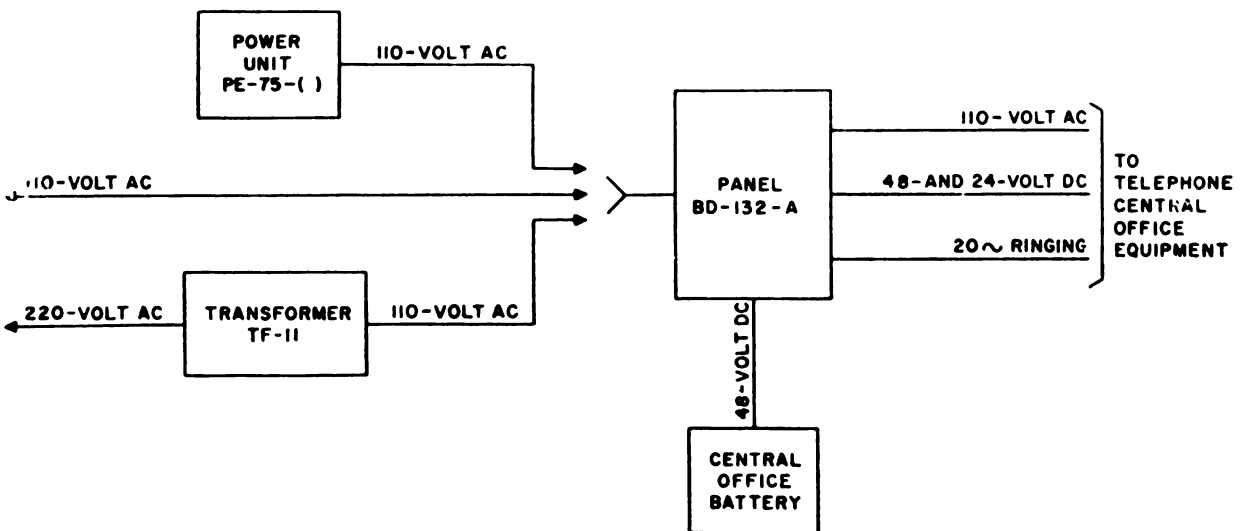 POWER
UNIT
PE-75-( )
110-VOLT AC
110-VOLT AC
220-VOLT AC
TRANSFORMER
TF-11
110-VOLT AC
PANEL
BD-132-A
110-VOLT AC
48-AND 24-VOLT DC
20~ RINGING
TO
TELEPHONE
CENTRAL
OFFICE
EQUIPMENT
48-VOLT DC
CENTRAL
OFFICE
BATTERY